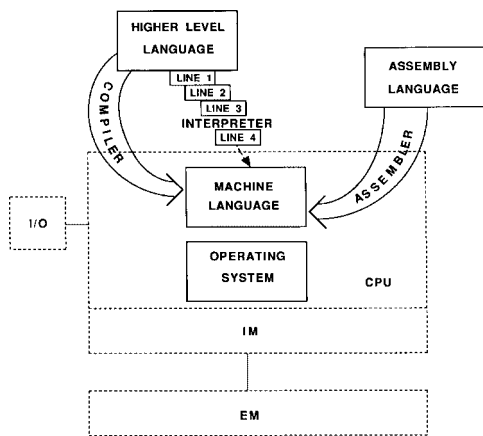 HIGHER LEVEL
LANGUAGE
LINE 1
LINE 2
LINE 3
INTERPRETER
LINE 4
COMPILER
ASSEMBLY
LANGUAGE
ASSEMBLER
MACHINE
LANGUAGE
I/O
OPERATING
SYSTEM
CPU
IM
EM